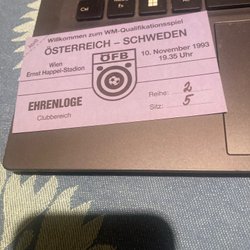 Willkommen zum WM-Qualifikationsspiel
ÖSTERREICH – SCHWEDEN
Wien
Ernst Happel-Stadion
ÖFB
10. November 1993
19.35 Uhr
EHRENLOGE
Clubbereich
Reihe: 2
Sitz: 5